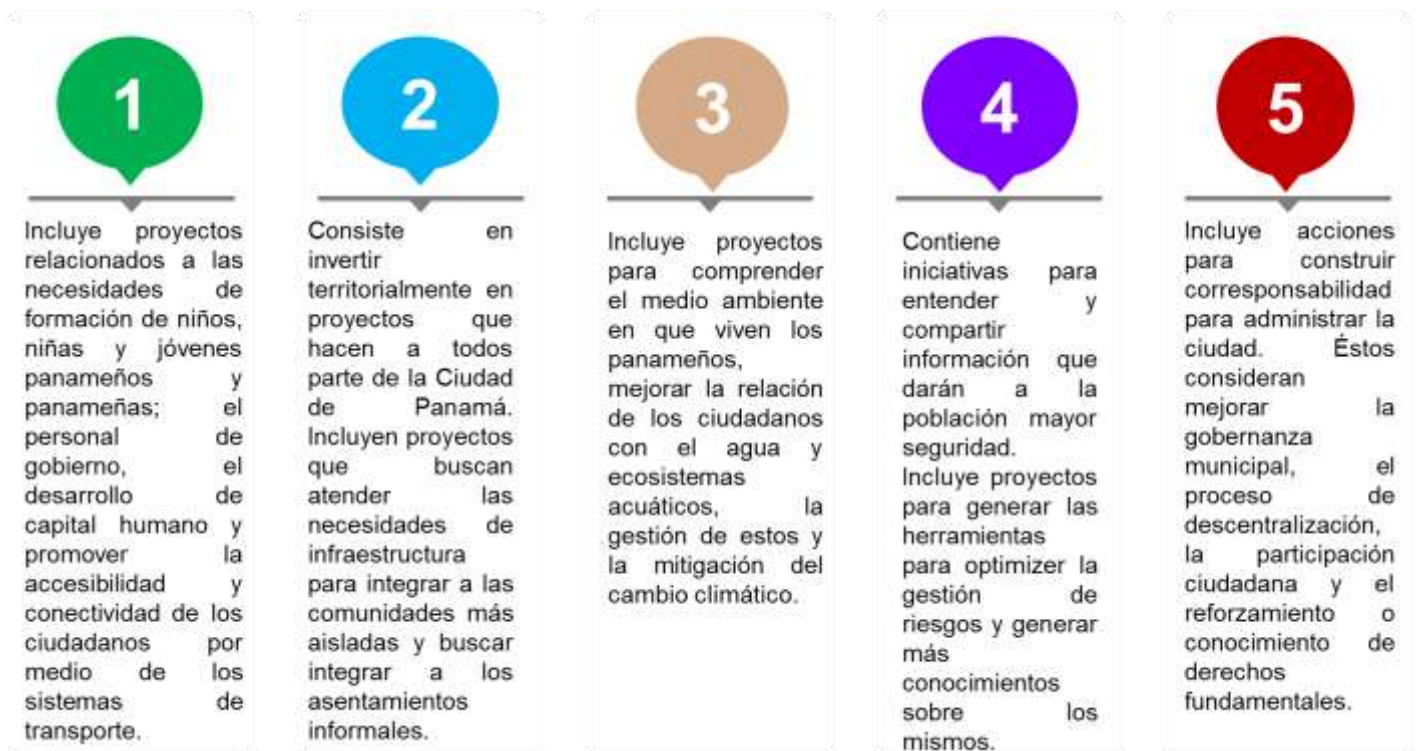 1
Incluye proyectos
relacionados a las
necesidades de
formación de niños,
niñas y jóvenes
panameños y
panameñas; el
personal de
gobierno, el
desarrollo de
capital humano y
promover la
accesibilidad y
conectividad de los
ciudadanos por
medio de los
sistemas de
transporte.
2
Consiste en
invertir
territorialmente en
proyectos que
hacen a todos
parte de la Ciudad
de Panamá.
Incluyen proyectos
que buscan
atender las
necesidades de
infraestructura
para integrar a las
comunidades más
aisladas y buscar
integrar a los
asentamientos
informales.
3
Incluye proyectos
para comprender
el medio ambiente
en que viven los
panameños,
mejorar la relación
de los ciudadanos
con el agua y
ecosistemas
acuáticos, la
gestión de estos y
la mitigación del
cambio climático.
4
Contiene
iniciativas para
entender y
compartir
información que
darán a la
población mayor
seguridad.
Incluye proyectos
para generar las
herramientas
para optimizer la
gestión de
riesgos y generar
más
conocimientos
sobre los
mismos.
5
Incluye acciones
para construir
corresponsabilidad
para administrar la
ciudad. Éstos
consideran
mejorar la
gobernanza
municipal, el
proceso de
descentralización,
la participación
ciudadana y el
reforzamiento o
conocimiento de
derechos
fundamentales.